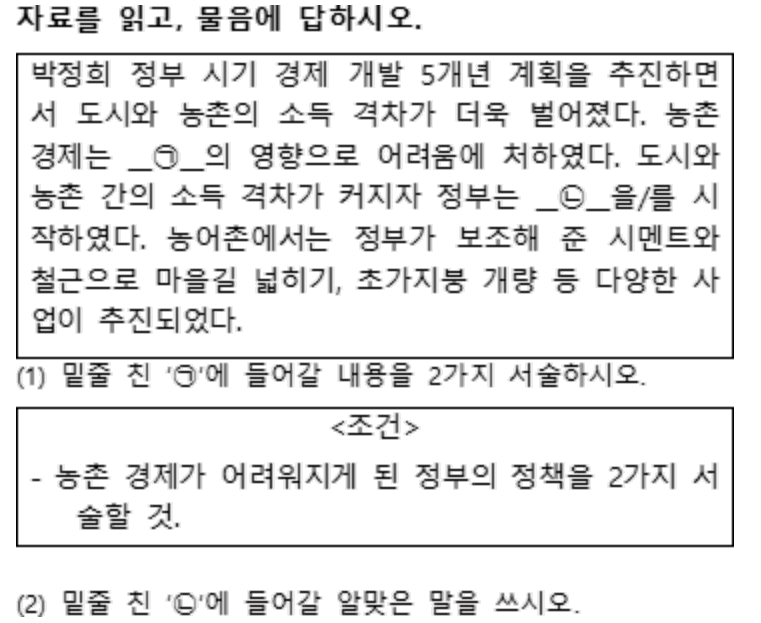 자료를 읽고, 물음에 답하시오.
박정희 정부 시기 경제 개발 5개년 계획을 추진하면
서 도시와 농촌의 소득 격차가 더욱 벌어졌다. 농촌
경제는 _㉠_의 영향으로 어려움에 처하였다. 도시와
농촌 간의 소득 격차가 커지자 정부는 _㉡_을/를 시
작하였다. 농어촌에서는 정부가 보조해 준 시멘트와
철근으로 마을길 넓히기, 초가지붕 개량 등 다양한 사
업이 추진되었다.
(1) 밑줄 친 ‘㉠’에 들어갈 내용을 2가지 서술하시오.
<조건>
- 농촌 경제가 어려워지게 된 정부의 정책을 2가지 서
술할 것.
(2) 밑줄 친 ‘㉡’에 들어갈 알맞은 말을 쓰시오.